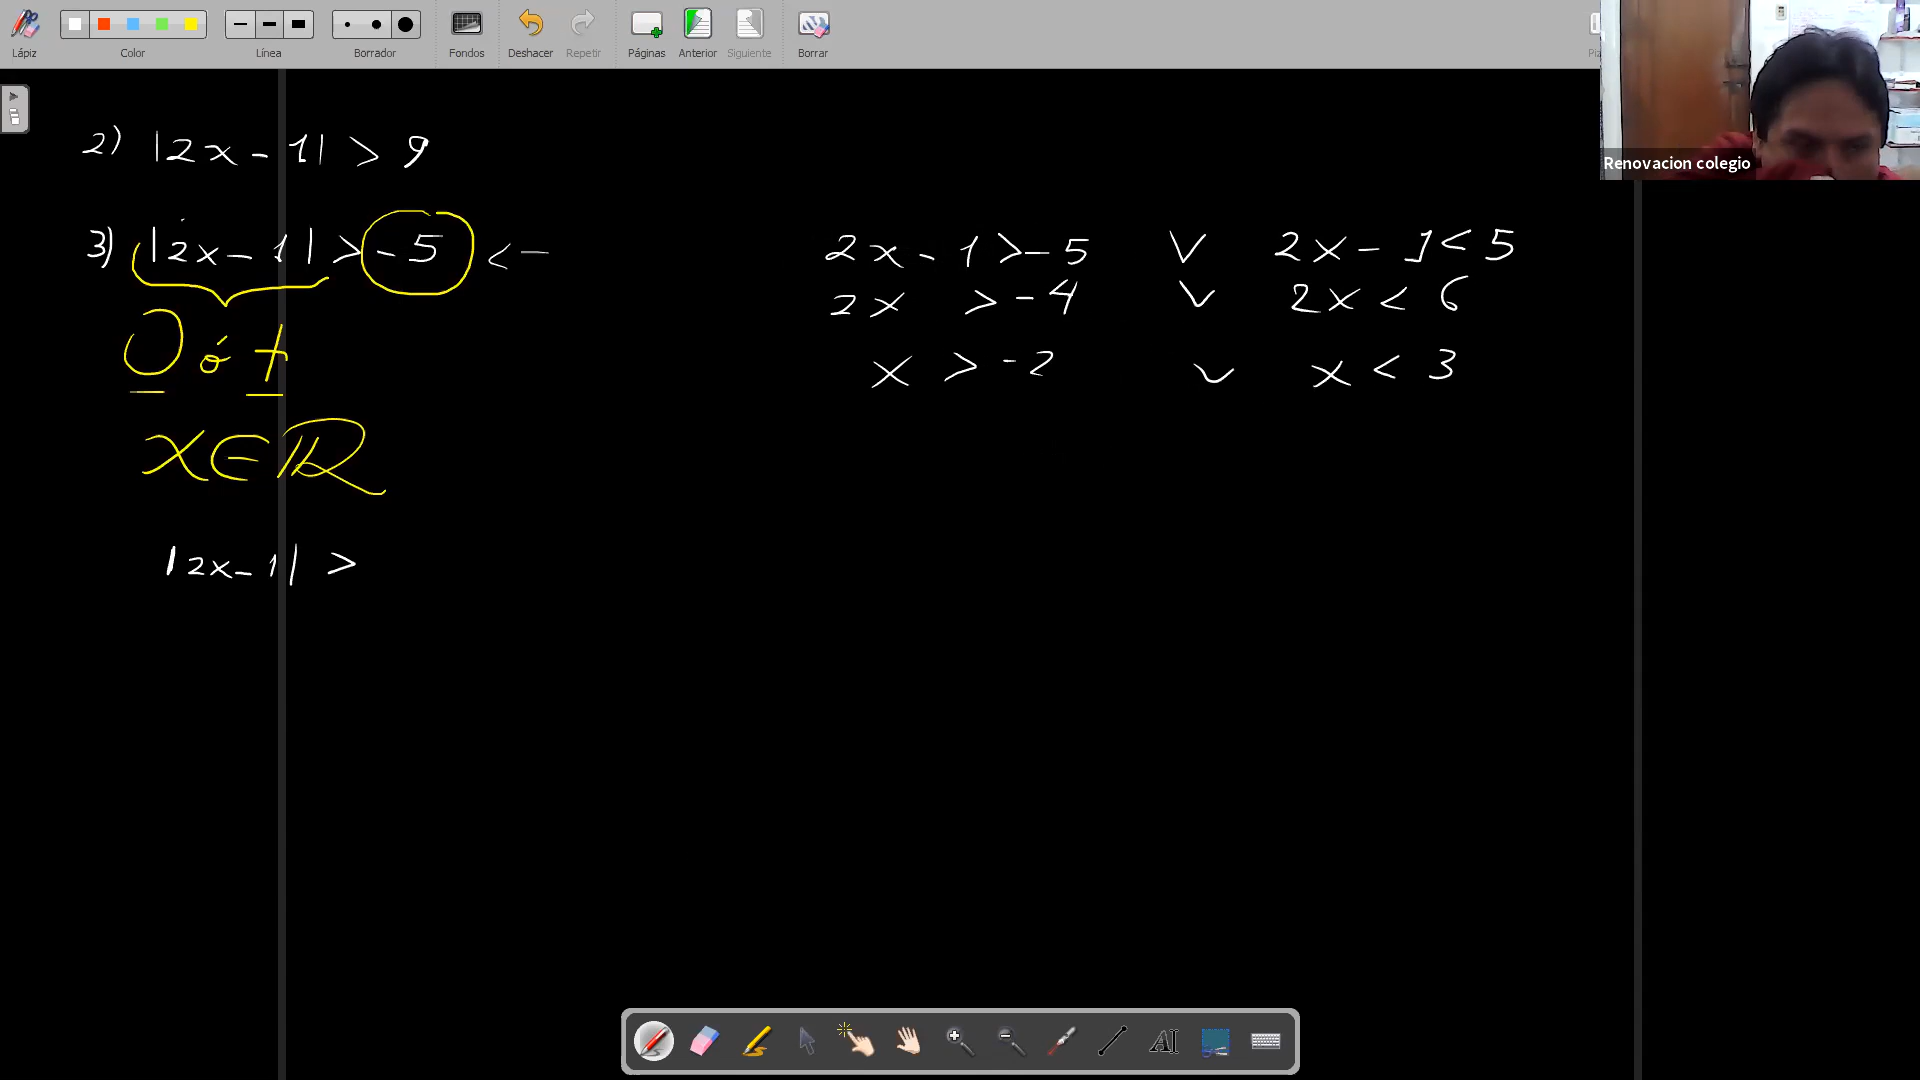 Lápiz Color Línea Borrador Fondos Deshacer Repetir Páginas Anterior Siguiente Borrar
Renovacion colegio
2) |2x - 1| > 9
3) |2x - 1| > -5 <-
0 ó +
x ∈ ℝ
|2x - 1| >
2x - 1 > -5 ∨ 2x - 1 < 5
2x > -4 ∨ 2x < 6
x > -2 ∨ x < 3